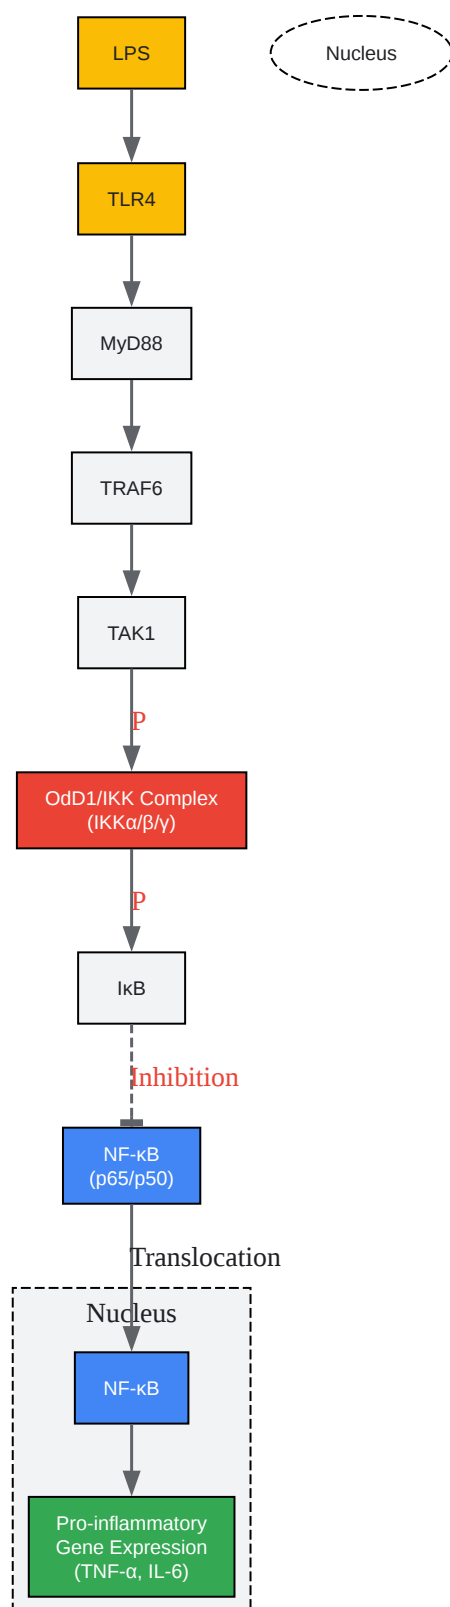 LPS
Nucleus
TLR4
MyD88
TRAF6
TAK1
P
OdD1/IKK Complex
(IKKα/β/γ)
P
IκB
Inhibition
NF-κB
(p65/p50)
Translocation
Nucleus
NF-κB
Pro-inflammatory
Gene Expression
(TNF-α, IL-6)